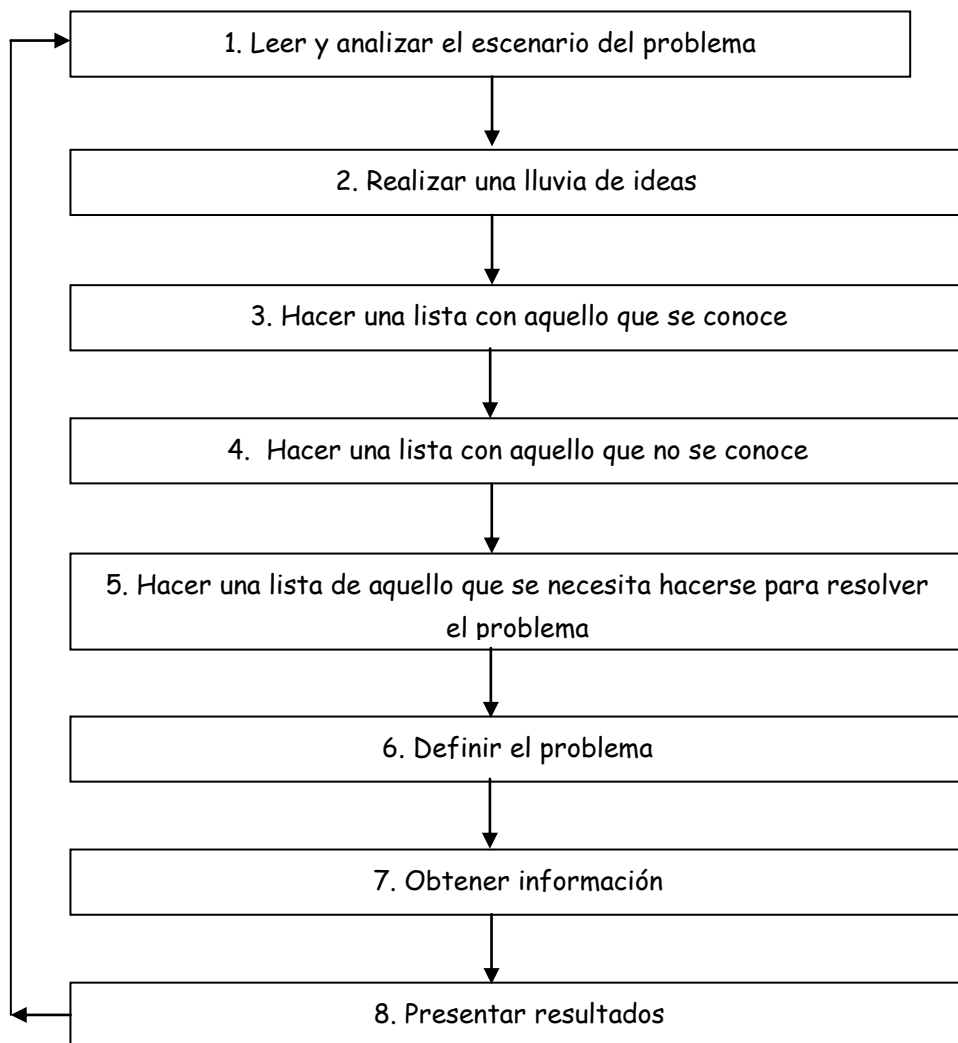 1. Leer y analizar el escenario del problema
2. Realizar una lluvia de ideas
3. Hacer una lista con aquello que se conoce
4. Hacer una lista con aquello que no se conoce
5. Hacer una lista de aquello que se necesita hacerse para resolver
el problema
6. Definir el problema
7. Obtener información
8. Presentar resultados